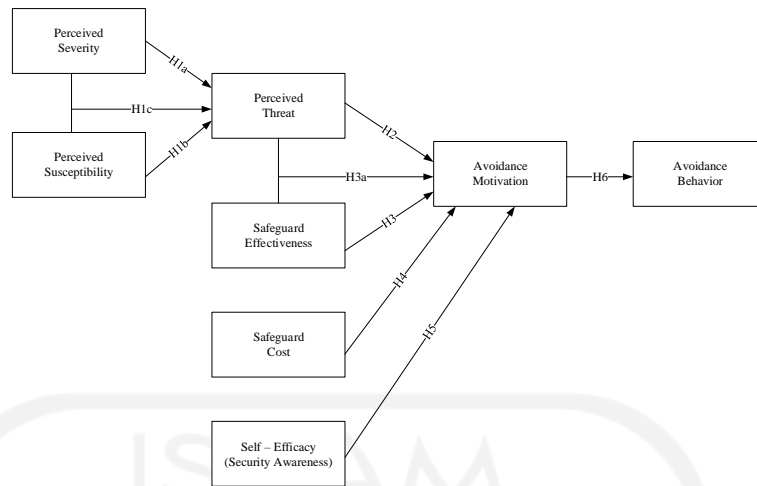 Perceived
Severity
H1a
H1c
Perceived
Threat
H1b
Perceived
Susceptibility
H2
H3a
Avoidance
Motivation
H6
Avoidance
Behavior
Safeguard
Effectiveness
H3
H4
Safeguard
Cost
H5
Self – Efficacy
(Security Awareness)
ISLAM